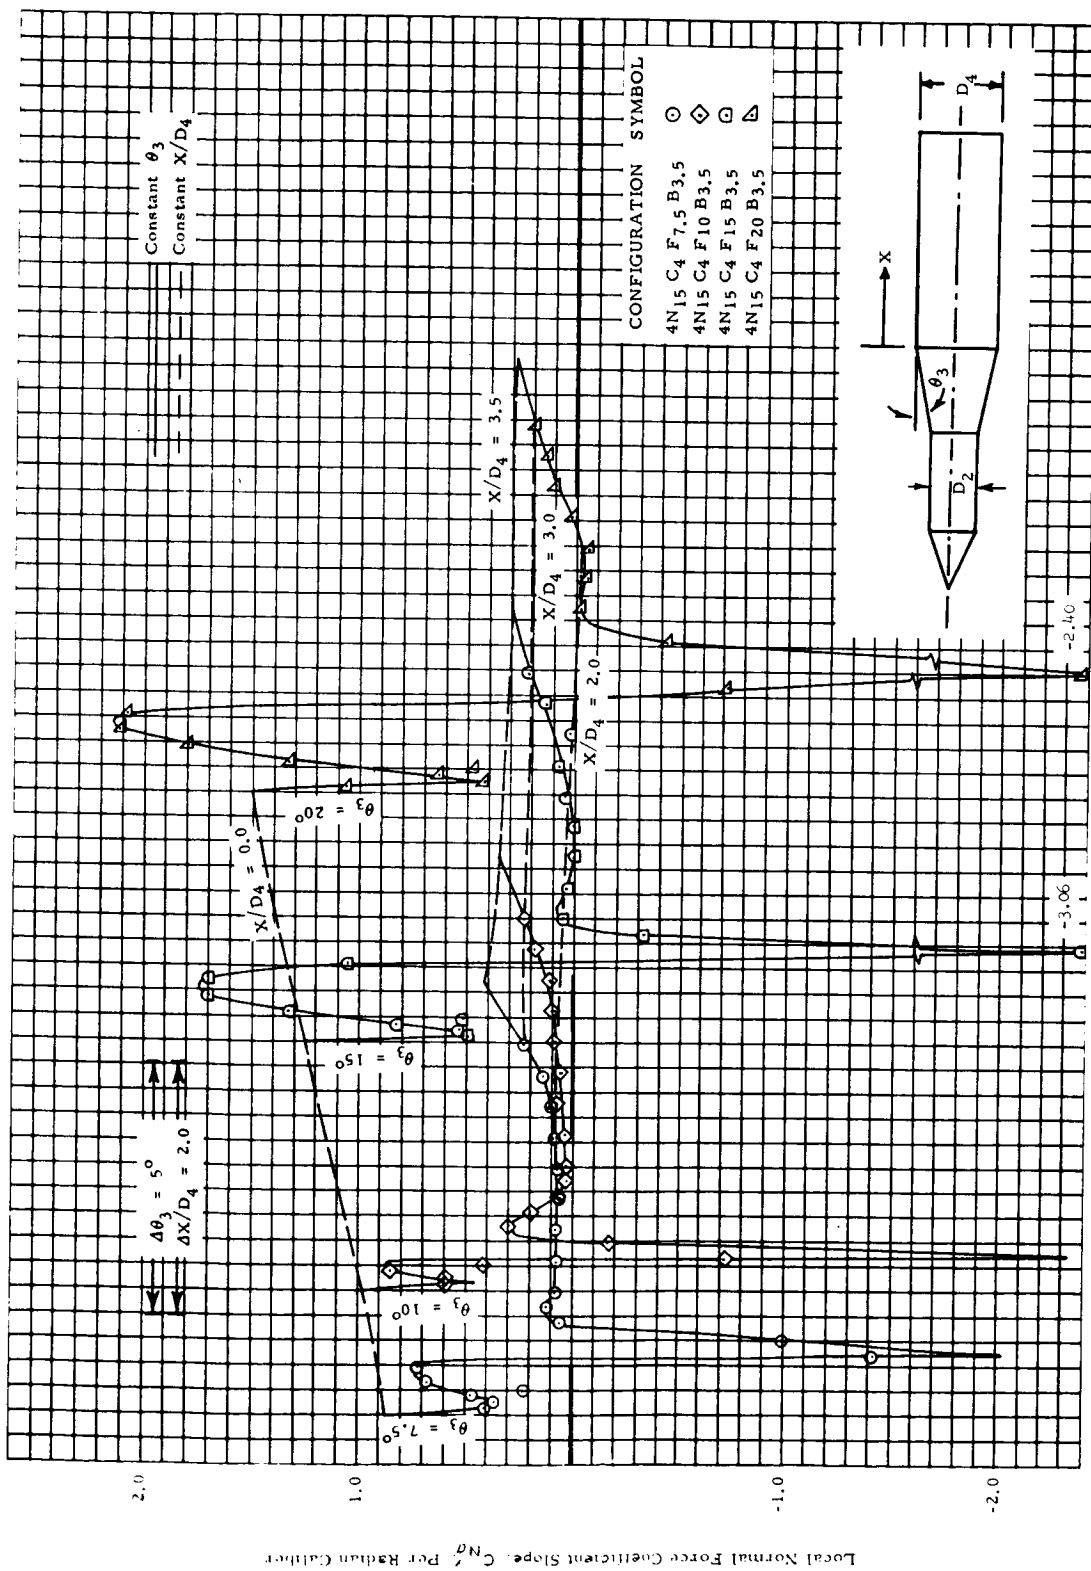 Constant θ3
Constant X/D4
Δθ3 = 5°
ΔX/D4 = 2.0
X/D4 = 0.0
θ3 = 20°
θ3 = 15°
θ3 = 10°
θ3 = 7.5°
X/D4 = 3.5
X/D4 = 3.0
X/D4 = 2.0
CONFIGURATION SYMBOL
4N15 C4 F7.5 B3.5
4N15 C4 F10 B3.5
4N15 C4 F15 B3.5
4N15 C4 F20 B3.5
X
θ3
D2
D4
-2.40
-3.06
2.0
1.0
-1.0
-2.0
Local Normal Force Coefficient Slope, CNα′ Per Radian Caliber